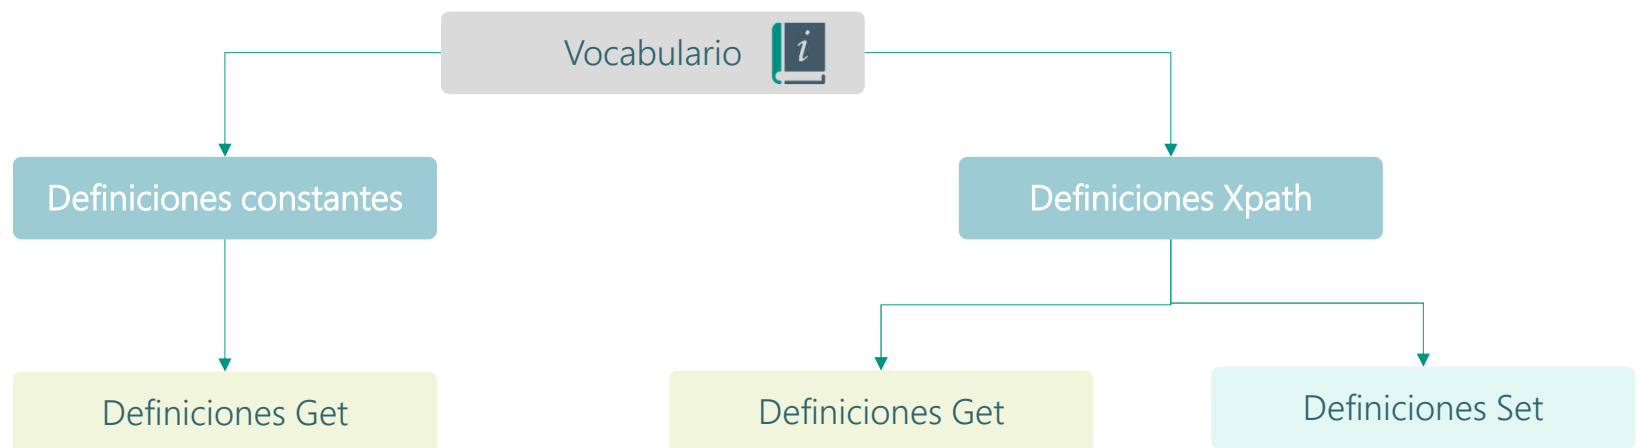 Vocabulario
i
Definiciones constantes
Definiciones Xpath
Definiciones Get
Definiciones Get
Definiciones Set